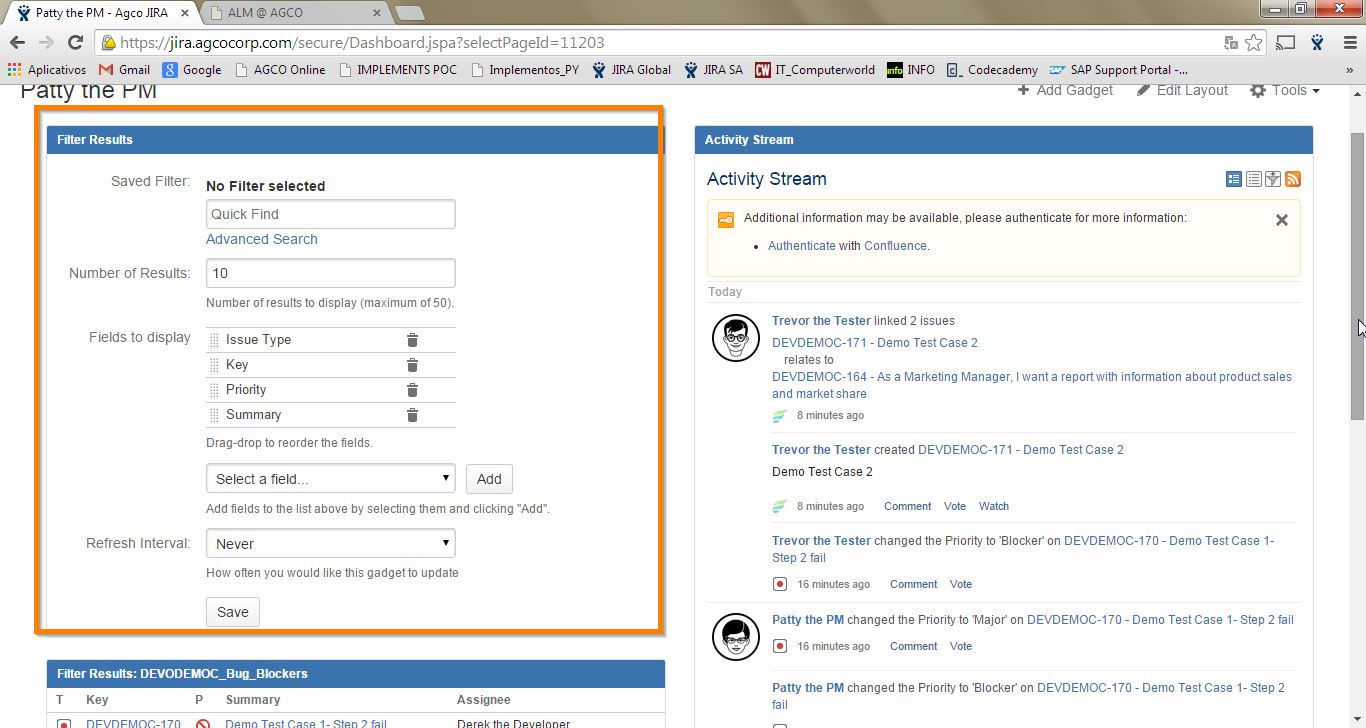 Patty the PM - Agco JIRA
ALM @ AGCO
https://jira.agcocorp.com/secure/Dashboard.jspa?selectPageId=11203
Aplicativos Gmail Google AGCO Online IMPLEMENTS POC Implementos_PY JIRA Global JIRA SA IT_Computerworld INFO Codecademy SAP Support Portal -... »
Patty the PM
Add Gadget Edit Layout Tools
Filter Results
Saved Filter: No Filter selected
Quick Find
Advanced Search
Number of Results: 10
Number of results to display (maximum of 50).
Fields to display
Issue Type
Key
Priority
Summary
Drag-drop to reorder the fields.
Select a field... Add
Add fields to the list above by selecting them and clicking "Add".
Refresh Interval: Never
How often you would like this gadget to update
Save
Filter Results: DEVODEMOC_Bug_Blockers
T Key P Summary Assignee
DEVDEMOC-170 Demo Test Case 1- Step 2 fail Derek the Developer
Activity Stream
Activity Stream
Additional information may be available, please authenticate for more information:
• Authenticate with Confluence.
Today
Trevor the Tester linked 2 issues
DEVDEMOC-171 - Demo Test Case 2
relates to
DEVDEMOC-164 - As a Marketing Manager, I want a report with information about product sales
and market share
8 minutes ago
Trevor the Tester created DEVDEMOC-171 - Demo Test Case 2
Demo Test Case 2
8 minutes ago Comment Vote Watch
Trevor the Tester changed the Priority to 'Blocker' on DEVDEMOC-170 - Demo Test Case 1-
Step 2 fail
16 minutes ago Comment Vote
Patty the PM changed the Priority to 'Major' on DEVDEMOC-170 - Demo Test Case 1- Step 2 fail
16 minutes ago Comment Vote
Patty the PM changed the Priority to 'Blocker' on DEVDEMOC-170 - Demo Test Case 1- Step 2
fail